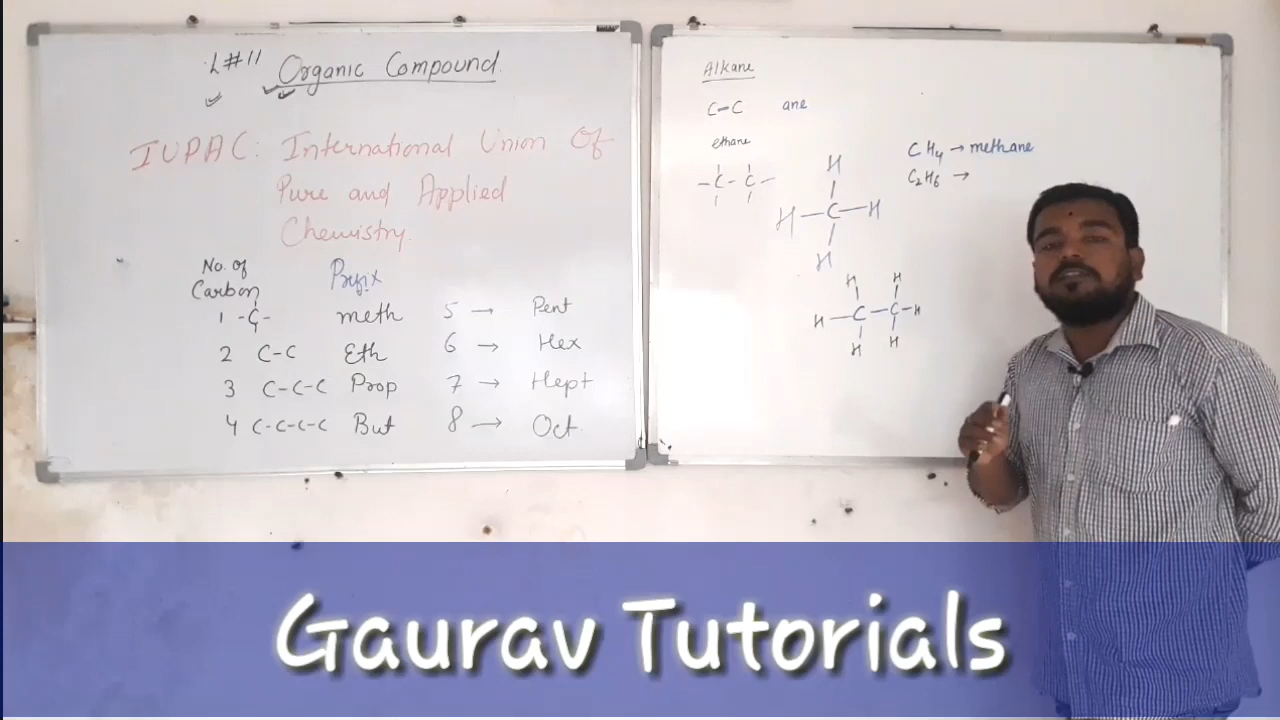 L#11 Organic Compound.
IUPAC: International Union Of
Pure and Applied
Chemistry.
No. of
Carbon Prefix
1 -C- meth
2 C-C Eth
3 C-C-C Prop
4 C-C-C-C But
5 → Pent
6 → Hex
7 → Hept
8 → Oct
Alkane
C-C ane
ethane
-C-C-
H
H-C-H
H
CH4 → methane
C2H6 →
H H
H-C-C-H
H H
Gaurav Tutorials